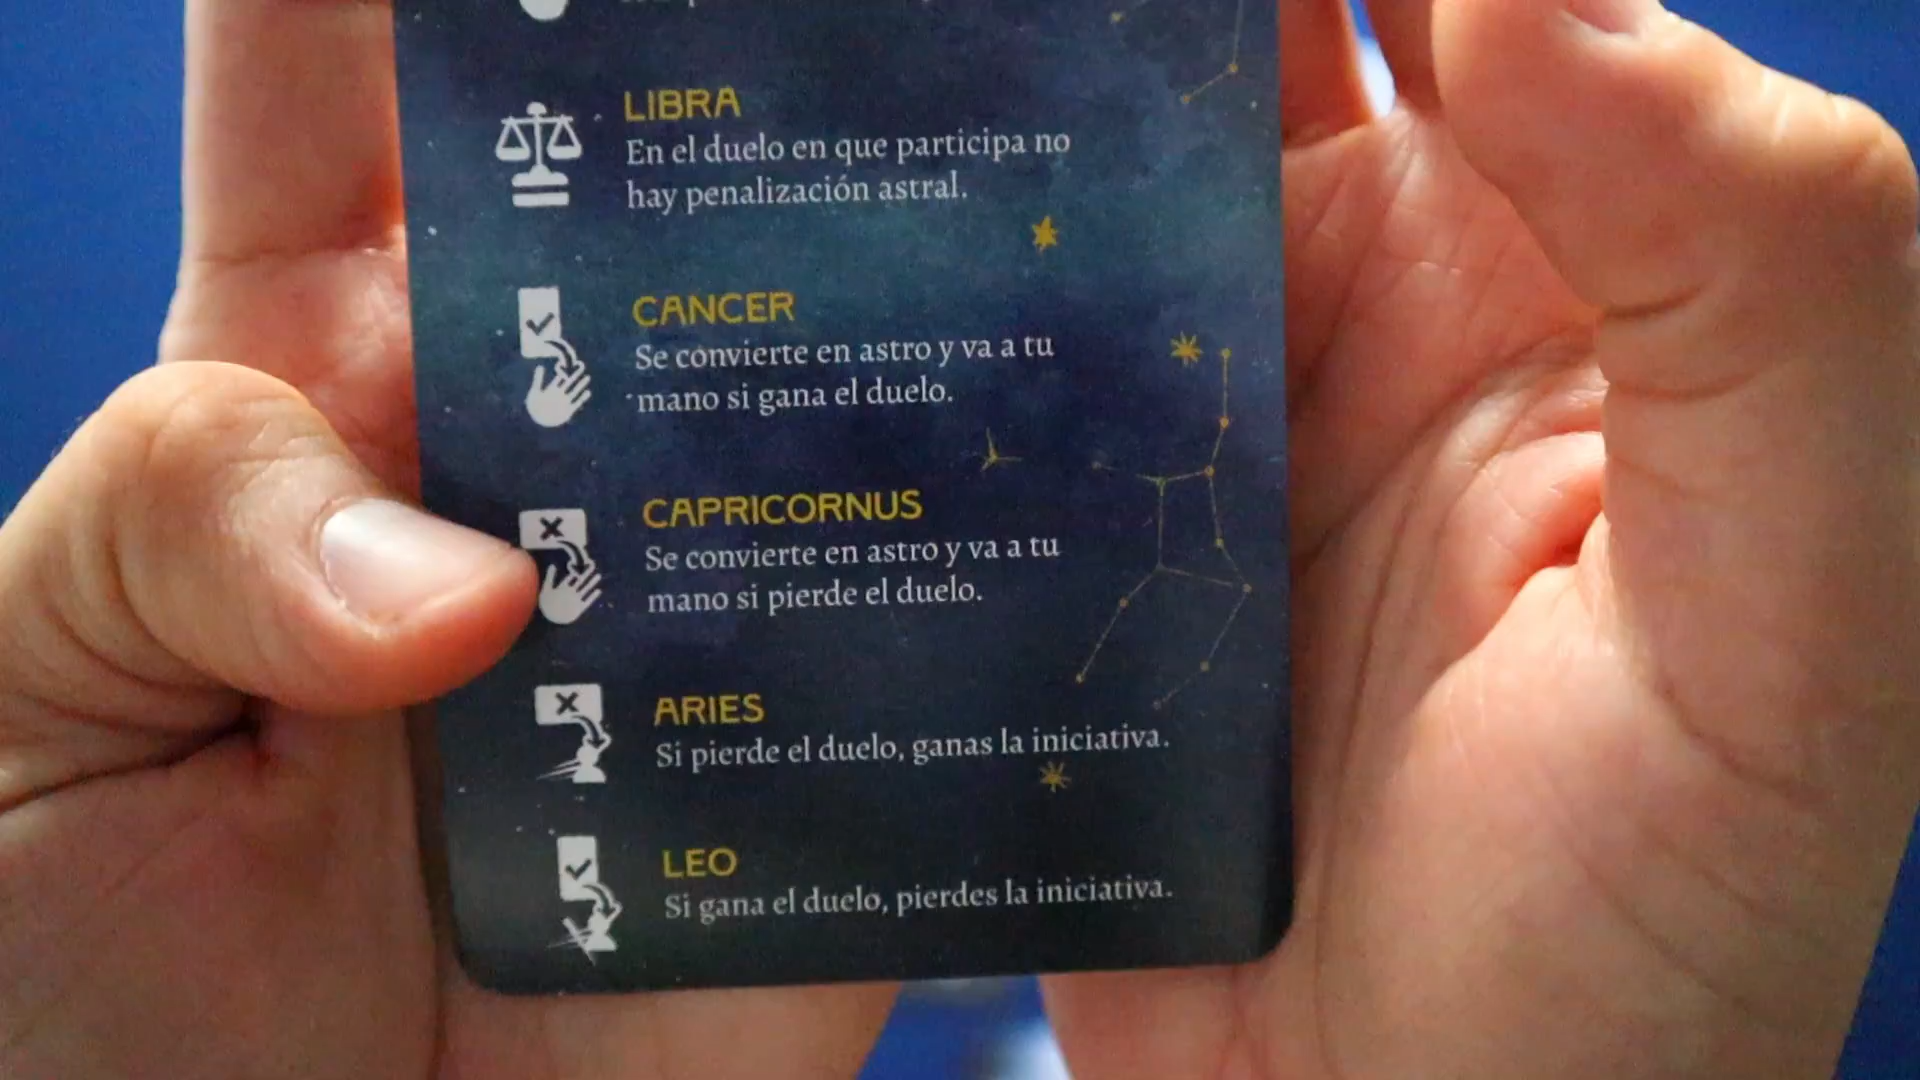 LIBRA
En el duelo en que participa no
hay penalización astral.
CANCER
Se convierte en astro y va a tu
mano si gana el duelo.
CAPRICORNUS
Se convierte en astro y va a tu
mano si pierde el duelo.
ARIES
Si pierde el duelo, ganas la iniciativa.
LEO
Si gana el duelo, pierdes la iniciativa.